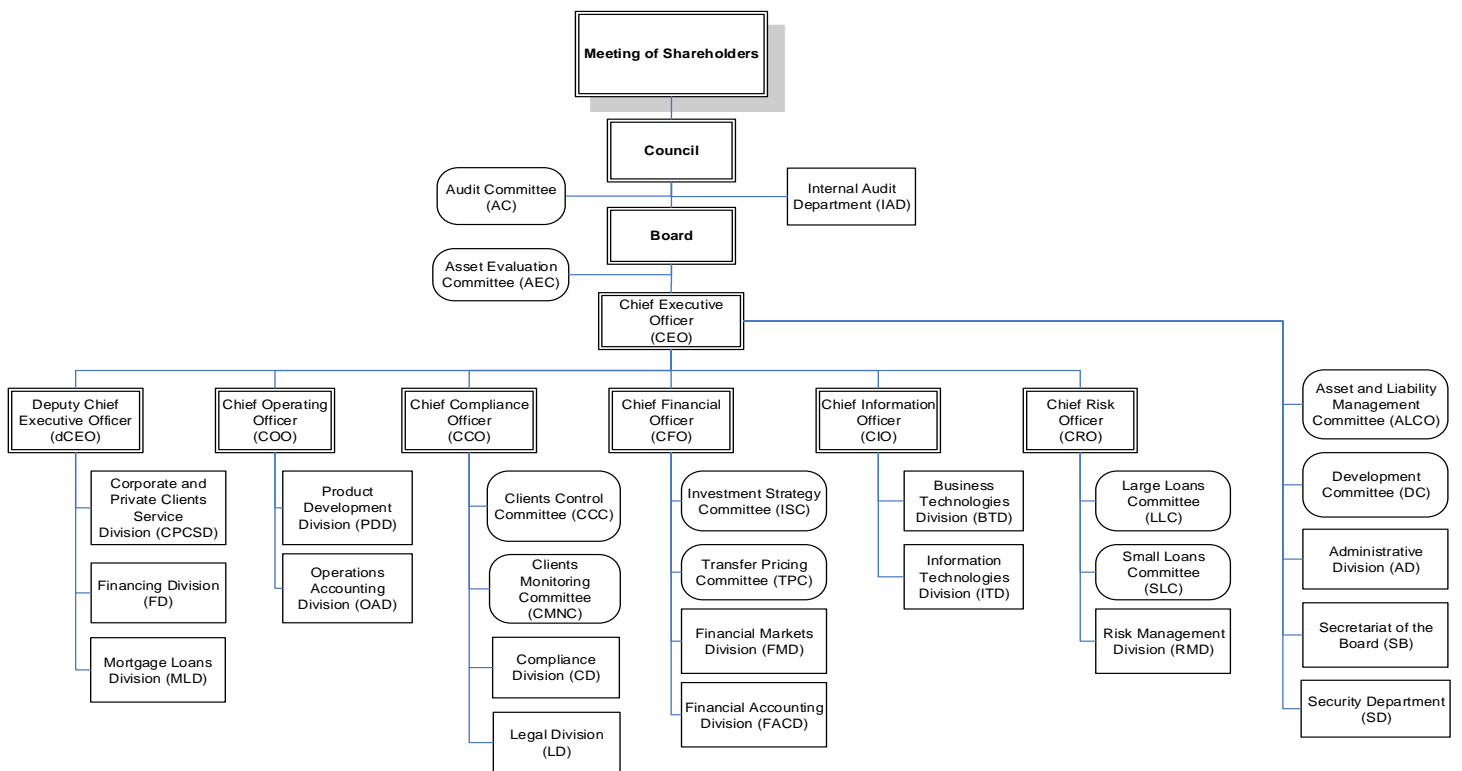 Meeting of Shareholders
Council
Audit Committee
(AC)
Internal Audit
Department (IAD)
Board
Asset Evaluation
Committee (AEC)
Chief Executive
Officer
(CEO)
Deputy Chief
Executive Officer
(dCEO)
Chief Operating
Officer
(COO)
Chief Compliance
Officer
(CCO)
Chief Financial
Officer
(CFO)
Chief Information
Officer
(CIO)
Chief Risk
Officer
(CRO)
Asset and Liability
Management
Committee (ALCO)
Corporate and
Private Clients
Service
Division (CPCSD)
Product
Development
Division (PDD)
Clients Control
Committee (CCC)
Investment Strategy
Committee (ISC)
Business
Technologies
Division (BTD)
Large Loans
Committee
(LLC)
Development
Committee (DC)
Financing Division
(FD)
Operations
Accounting
Division (OAD)
Clients
Monitoring
Committee
(CMNC)
Transfer Pricing
Committee (TPC)
Information
Technologies
Division (ITD)
Small Loans
Committee
(SLC)
Administrative
Division (AD)
Mortgage Loans
Division (MLD)
Compliance
Division (CD)
Financial Markets
Division (FMD)
Risk Management
Division (RMD)
Secretariat of the
Board (SB)
Legal Division
(LD)
Financial Accounting
Division (FACD)
Security Department
(SD)